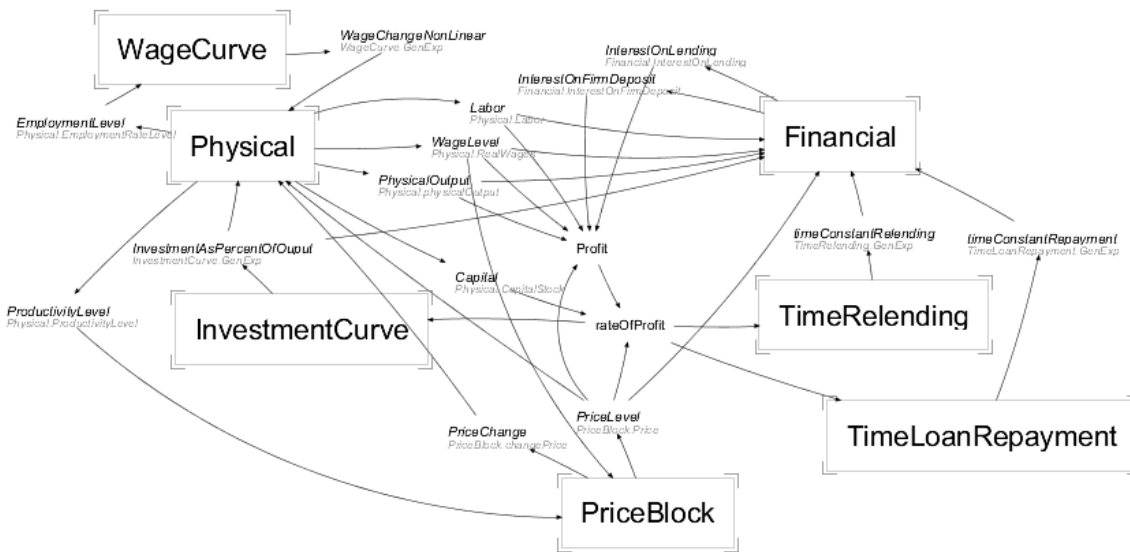 WageCurve
WageChangeNonLinear
WageCurve.GenExp
InterestOnLending
Financial.InterestOnLending
InterestOnFirmDeposit
Financial.InterestOnFirmDeposit
EmploymentLevel
Physical.EmploymentRateLevel
Physical
Labor
Physical.Labor
Financial
WageLevel
Physical.RealWages
PhysicalOutput
Physical.physicalOutput
InvestmentAsPercentOfOuput
InvestmentCurve.GenExp
Profit
timeConstantRelending
TimeRelending.GenExp
timeConstantRepayment
TimeLoanRepayment.GenExp
Capital
Physical.CapitalStock
ProductivityLevel
Physical.ProductivityLevel
InvestmentCurve
rateOfProfit
TimeRelending
PriceChange
PriceBlock.changePrice
PriceLevel
PriceBlock.Price
TimeLoanRepayment
PriceBlock